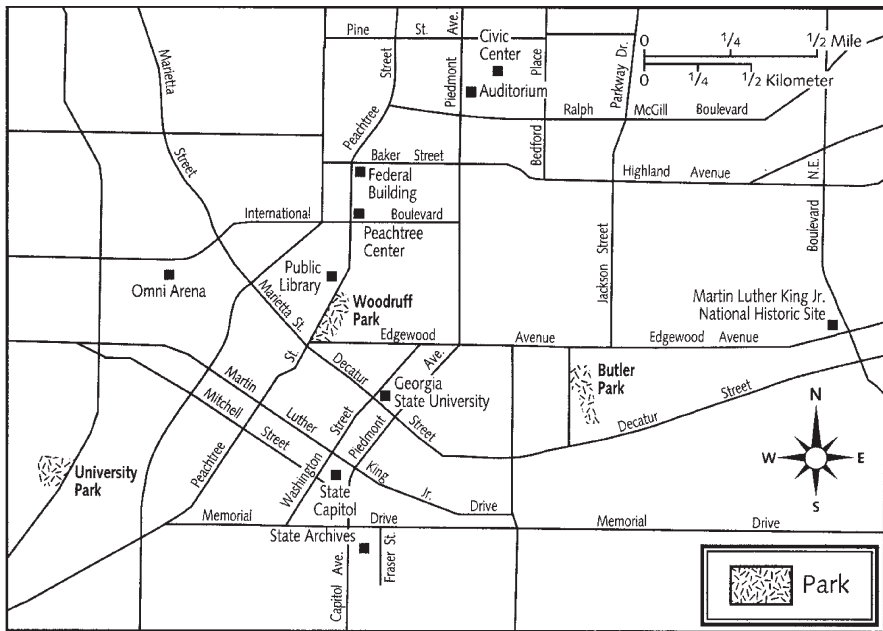 Pine St.
Marietta
Street
Street
Peachtree
Ave.
Piedmont
Civic
Center
Auditorium
Place
Bedford
Parkway Dr.
0 1/4 1/2 Mile
0 1/4 1/2 Kilometer
Ralph McGill Boulevard
Baker Street
Highland Avenue
N.E.
Boulevard
Federal
Building
International Boulevard
Peachtree
Center
Omni Arena
Public
Library
Marietta St.
Woodruff
Park
Jackson Street
Martin Luther King Jr.
National Historic Site
Edgewood Avenue Edgewood Avenue
St.
Peachtree
Martin Luther King Jr. Drive
Mitchell Street
Decatur Street
Ave.
Piedmont
Street
Washington
Georgia
State University
Butler
Park
Decatur Street
University
Park
State
Capitol
Memorial Drive Memorial Drive
State Archives
Capitol Ave.
Fraser St.
N
W E
S
Park